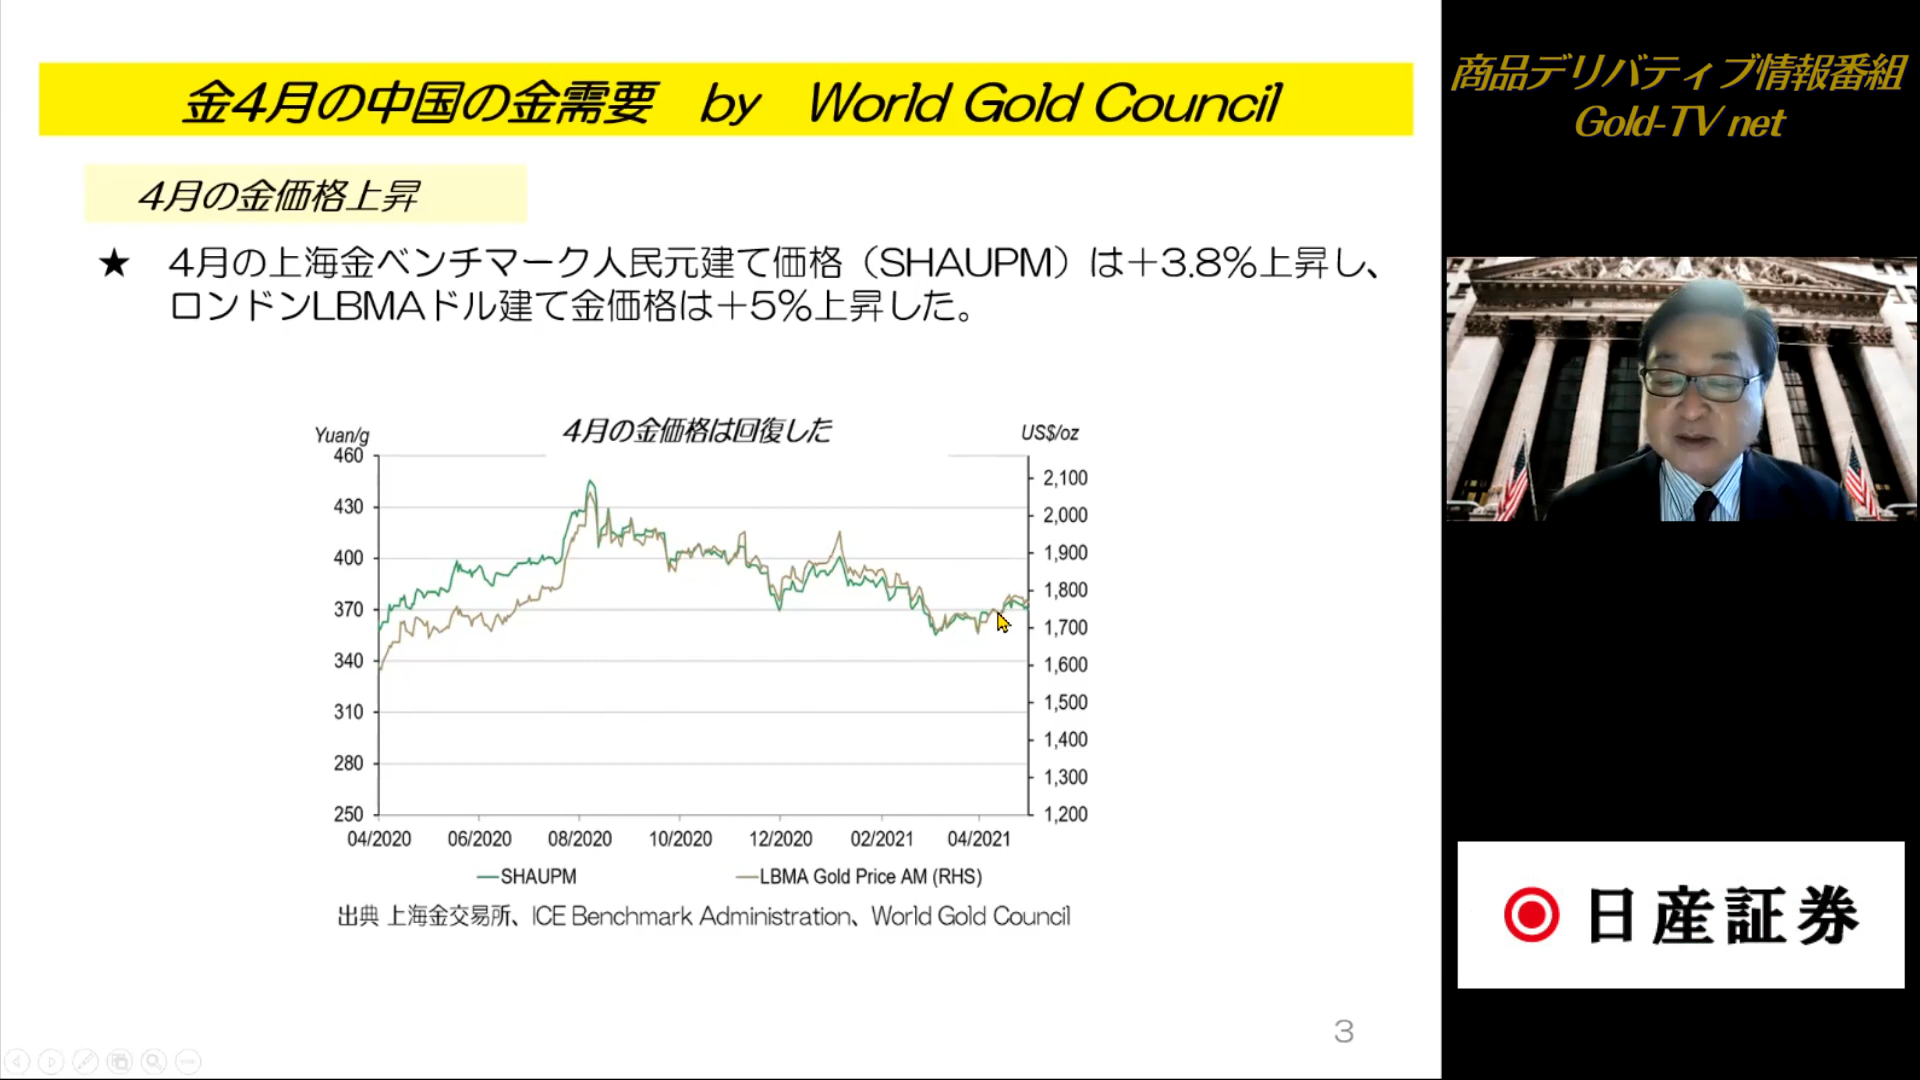 金4月の中国の金需要 by World Gold Council
4月の金価格上昇
★ 4月の上海金ベンチマーク人民元建て価格（SHAUPM）は＋3.8％上昇し、
ロンドンLBMAドル建て金価格は＋5％上昇した。
4月の金価格は回復した
Yuan/g
US$/oz
460
430
400
370
340
310
280
250
2,100
2,000
1,900
1,800
1,700
1,600
1,500
1,400
1,300
1,200
04/2020 06/2020 08/2020 10/2020 12/2020 02/2021 04/2021
SHAUPM LBMA Gold Price AM (RHS)
出典 上海金交易所、ICE Benchmark Administration、World Gold Council
3
商品デリバティブ情報番組
Gold-TV net
日産証券